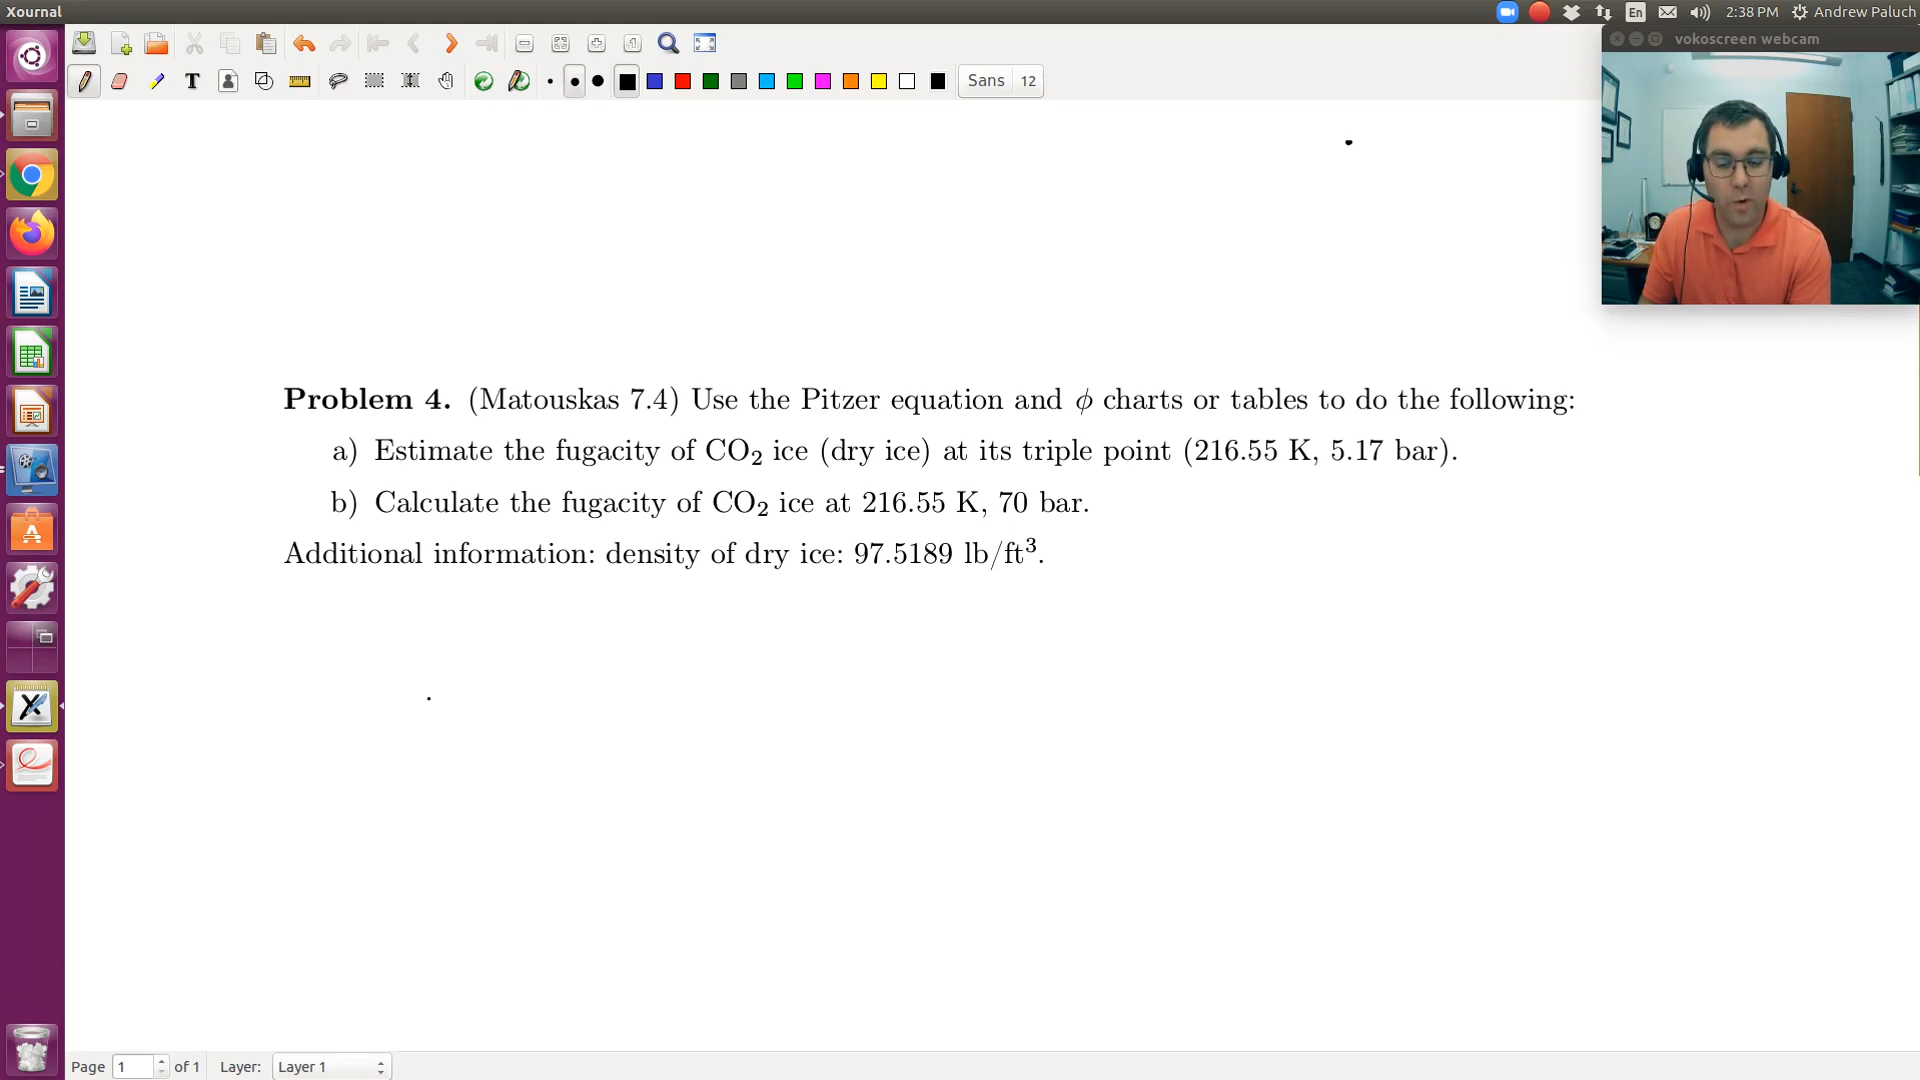 Xournal
En
2:38 PM
Andrew Paluch
vokoscreen webcam
T
Sans 12
Problem 4. (Matouskas 7.4) Use the Pitzer equation and ϕ charts or tables to do the following:
a) Estimate the fugacity of CO₂ ice (dry ice) at its triple point (216.55 K, 5.17 bar).
b) Calculate the fugacity of CO₂ ice at 216.55 K, 70 bar.
Additional information: density of dry ice: 97.5189 lb/ft³.
Page 1 of 1 Layer: Layer 1